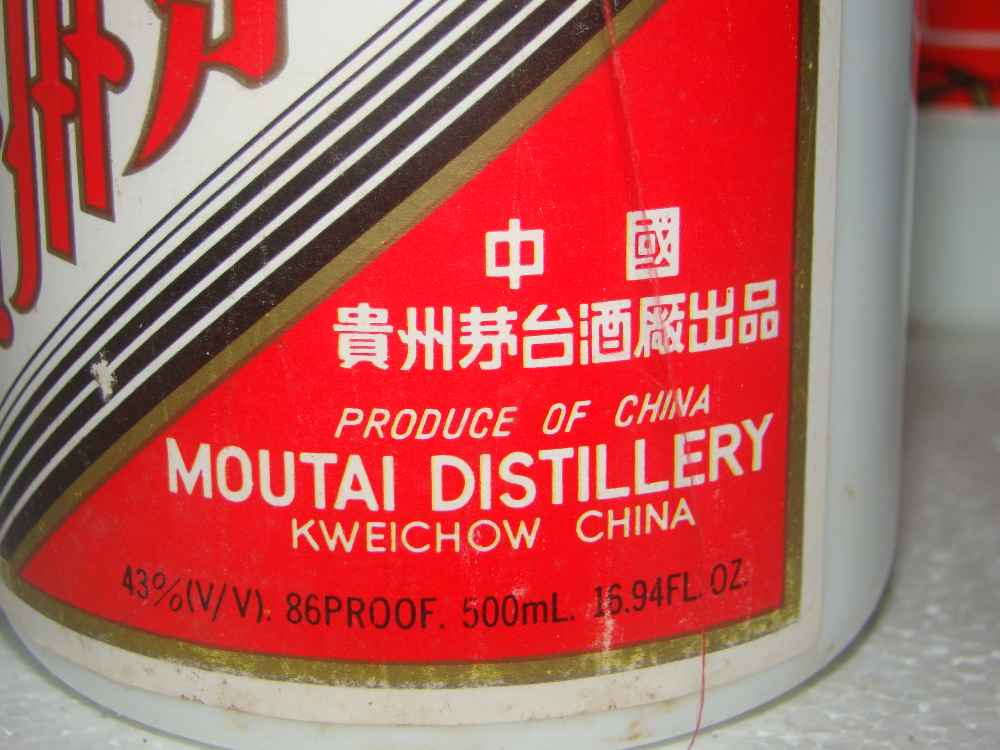 中國
貴州茅台酒厰出品
PRODUCE OF CHINA
MOUTAI DISTILLERY
KWEICHOW CHINA
43%(V/V). 86PROOF. 500mL. 16.94FL. OZ.